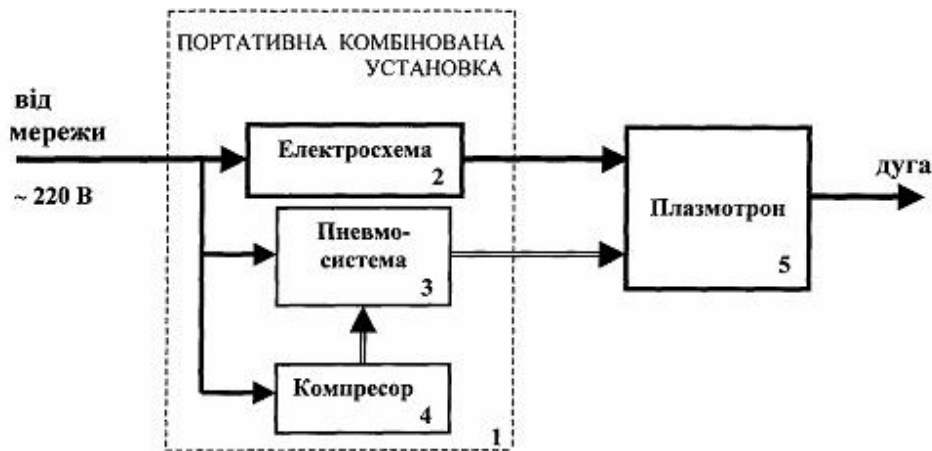 ПОРТАТИВНА КОМБІНОВАНА
УСТАНОВКА
від
мережи
~ 220 В
Електросхема
2
Пневмо-
система
3
Компресор
4
1
Плазмотрон
5
дуга